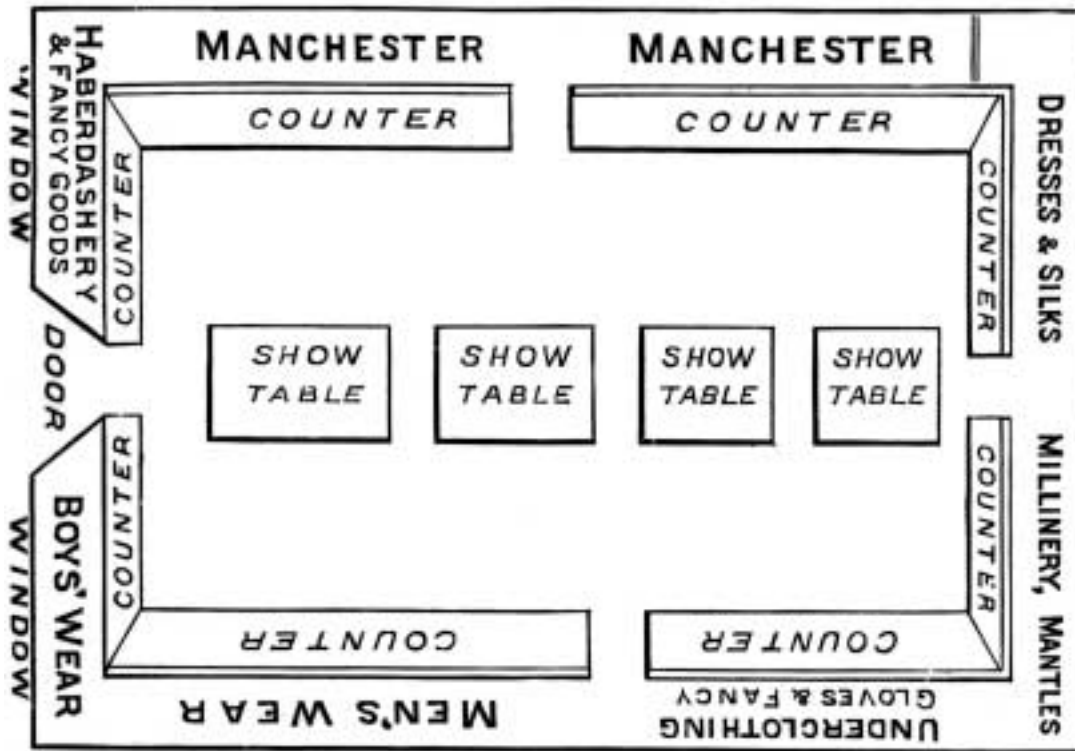 MANCHESTER
MANCHESTER
COUNTER
COUNTER
HABERDASHERY
& FANCY GOODS
WINDOW
COUNTER
DRESSES & SILKS
COUNTER
DOOR
SHOW
TABLE
SHOW
TABLE
SHOW
TABLE
SHOW
TABLE
BOYS' WEAR
WINDOW
COUNTER
MILLINERY, MANTLES
COUNTER
COUNTER
COUNTER
MEN'S WEAR
UNDERCLOTHING
GLOVES & FANCY